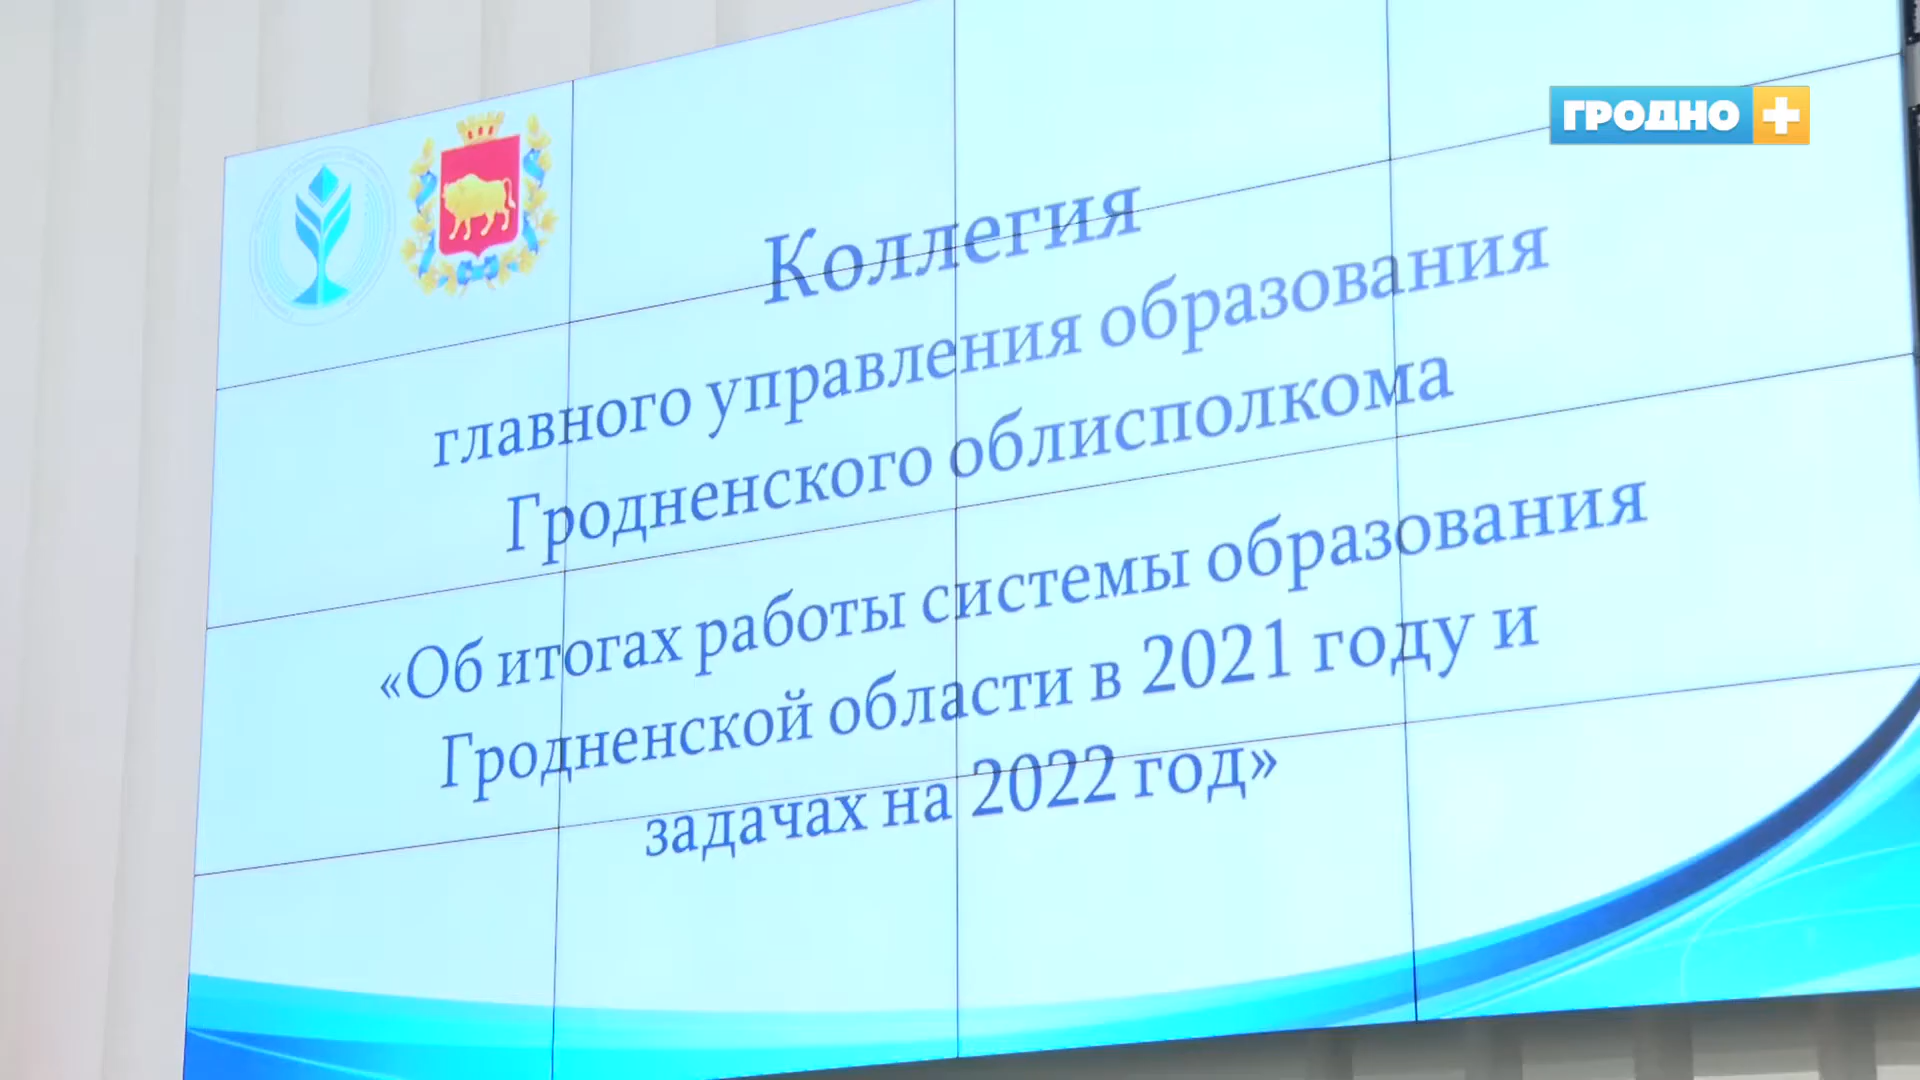 ГРОДНО +
Коллегия
главного управления образования
Гродненского облисполкома
«Об итогах работы системы образования
Гродненской области в 2021 году и
задачах на 2022 год»